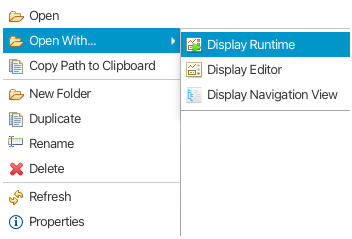 Open
Open With...
Copy Path to Clipboard
New Folder
Duplicate
Rename
Delete
Refresh
Properties
Display Runtime
Display Editor
Display Navigation View